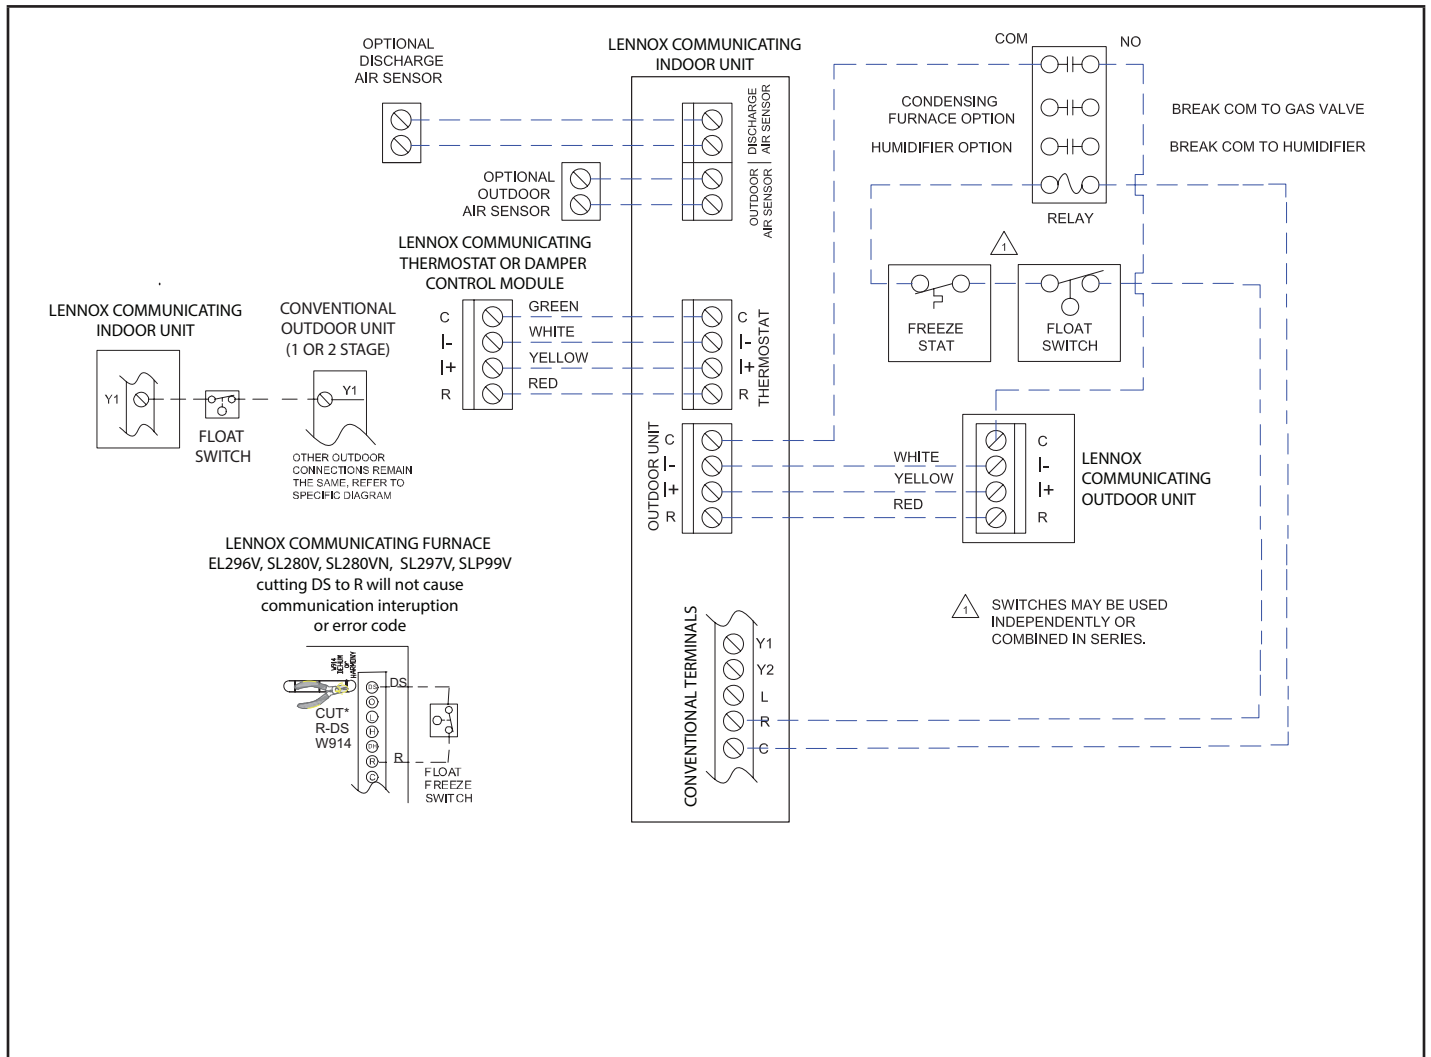 OPTIONAL
DISCHARGE
AIR SENSOR
LENNOX COMMUNICATING
INDOOR UNIT
COM
NO
DISCHARGE
AIR SENSOR
OUTDOOR
AIR SENSOR
CONDENSING
FURNACE OPTION
BREAK COM TO GAS VALVE
HUMIDIFIER OPTION
BREAK COM TO HUMIDIFIER
RELAY
OPTIONAL
OUTDOOR
AIR SENSOR
LENNOX COMMUNICATING
THERMOSTAT OR DAMPER
CONTROL MODULE
C
I-
I+
R
GREEN
WHITE
YELLOW
RED
C
I-
I+
R
THERMOSTAT
1
FREEZE
STAT
FLOAT
SWITCH
LENNOX COMMUNICATING
INDOOR UNIT
Y1
FLOAT
SWITCH
CONVENTIONAL
OUTDOOR UNIT
(1 OR 2 STAGE)
Y1
OTHER OUTDOOR
CONNECTIONS REMAIN
THE SAME, REFER TO
SPECIFIC DIAGRAM
OUTDOOR UNIT
C
I-
I+
R
WHITE
YELLOW
RED
C
I-
I+
R
LENNOX
COMMUNICATING
OUTDOOR UNIT
LENNOX COMMUNICATING FURNACE
EL296V, SL280V, SL280VN, SL297V, SLP99V
cutting DS to R will not cause
communication interuption
or error code
W914
DEHUM
OR
HARMONY
CUT*
R-DS
W914
DS
O
L
H
DH
R
C
DS
R
FLOAT
FREEZE
SWITCH
CONVENTIONAL TERMINALS
Y1
Y2
L
R
C
1
SWITCHES MAY BE USED
INDEPENDENTLY OR
COMBINED IN SERIES.